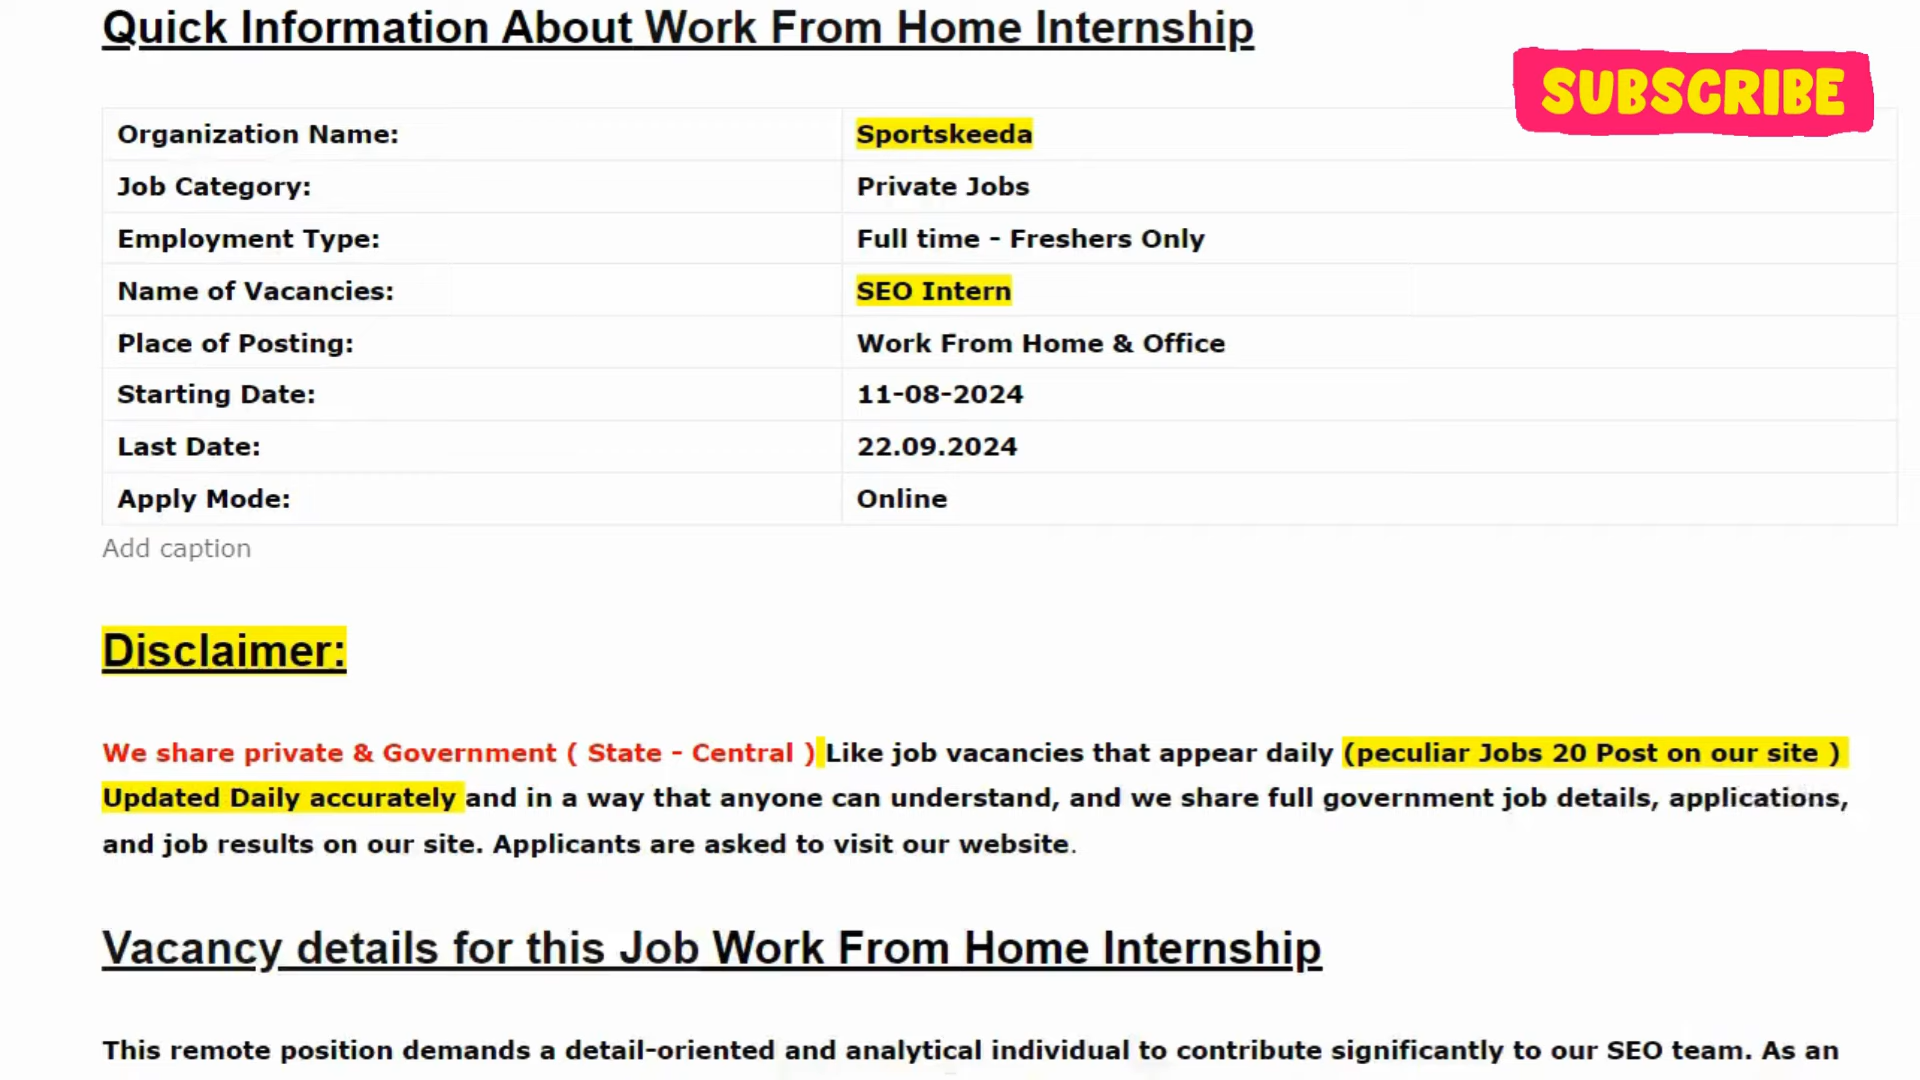 Quick Information About Work From Home Internship
SUBSCRIBE
Organization Name: Sportskeeda
Job Category: Private Jobs
Employment Type: Full time - Freshers Only
Name of Vacancies: SEO Intern
Place of Posting: Work From Home & Office
Starting Date: 11-08-2024
Last Date: 22.09.2024
Apply Mode: Online
Add caption
Disclaimer:
We share private & Government ( State - Central ) Like job vacancies that appear daily (peculiar Jobs 20 Post on our site )
Updated Daily accurately and in a way that anyone can understand, and we share full government job details, applications,
and job results on our site. Applicants are asked to visit our website.
Vacancy details for this Job Work From Home Internship
This remote position demands a detail-oriented and analytical individual to contribute significantly to our SEO team. As an